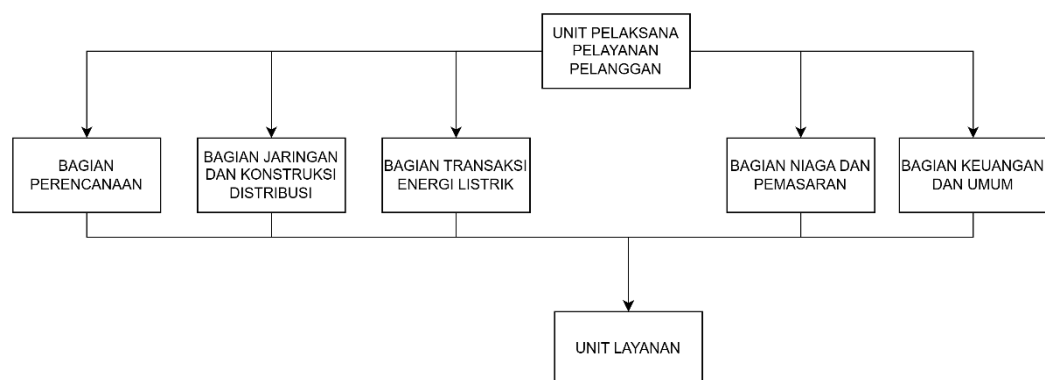 UNIT PELAKSANA
PELAYANAN
PELANGGAN
BAGIAN
PERENCANAAN
BAGIAN JARINGAN
DAN KONSTRUKSI
DISTRIBUSI
BAGIAN TRANSAKSI
ENERGI LISTRIK
BAGIAN NIAGA DAN
PEMASARAN
BAGIAN KEUANGAN
DAN UMUM
UNIT LAYANAN